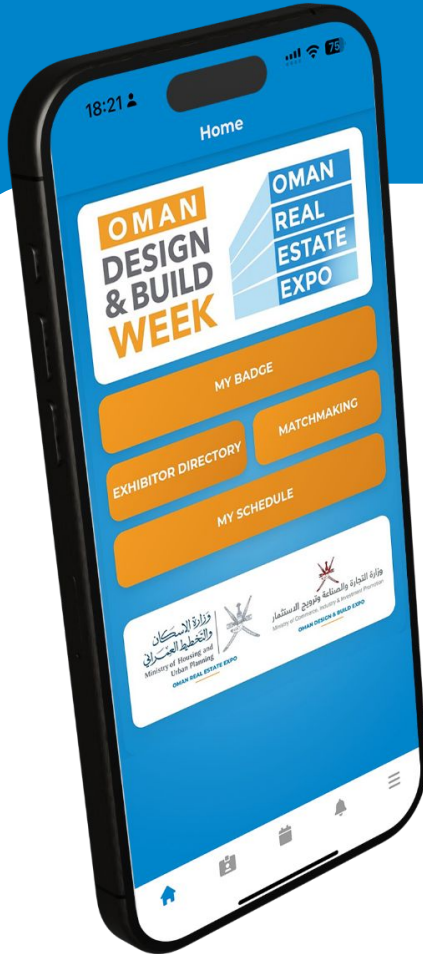 18:21
75
Home
OMAN
DESIGN
& BUILD
WEEK
OMAN
REAL
ESTATE
EXPO
MY BADGE
EXHIBITOR DIRECTORY
MATCHMAKING
MY SCHEDULE
وزارة الإسكان
والتخطيط العمراني
Ministry of Housing and
Urban Planning
OMAN REAL ESTATE EXPO
وزارة التجارة والصناعة وترويج الاستثمار
Ministry of Commerce, Industry & Investment Promotion
OMAN DESIGN & BUILD EXPO